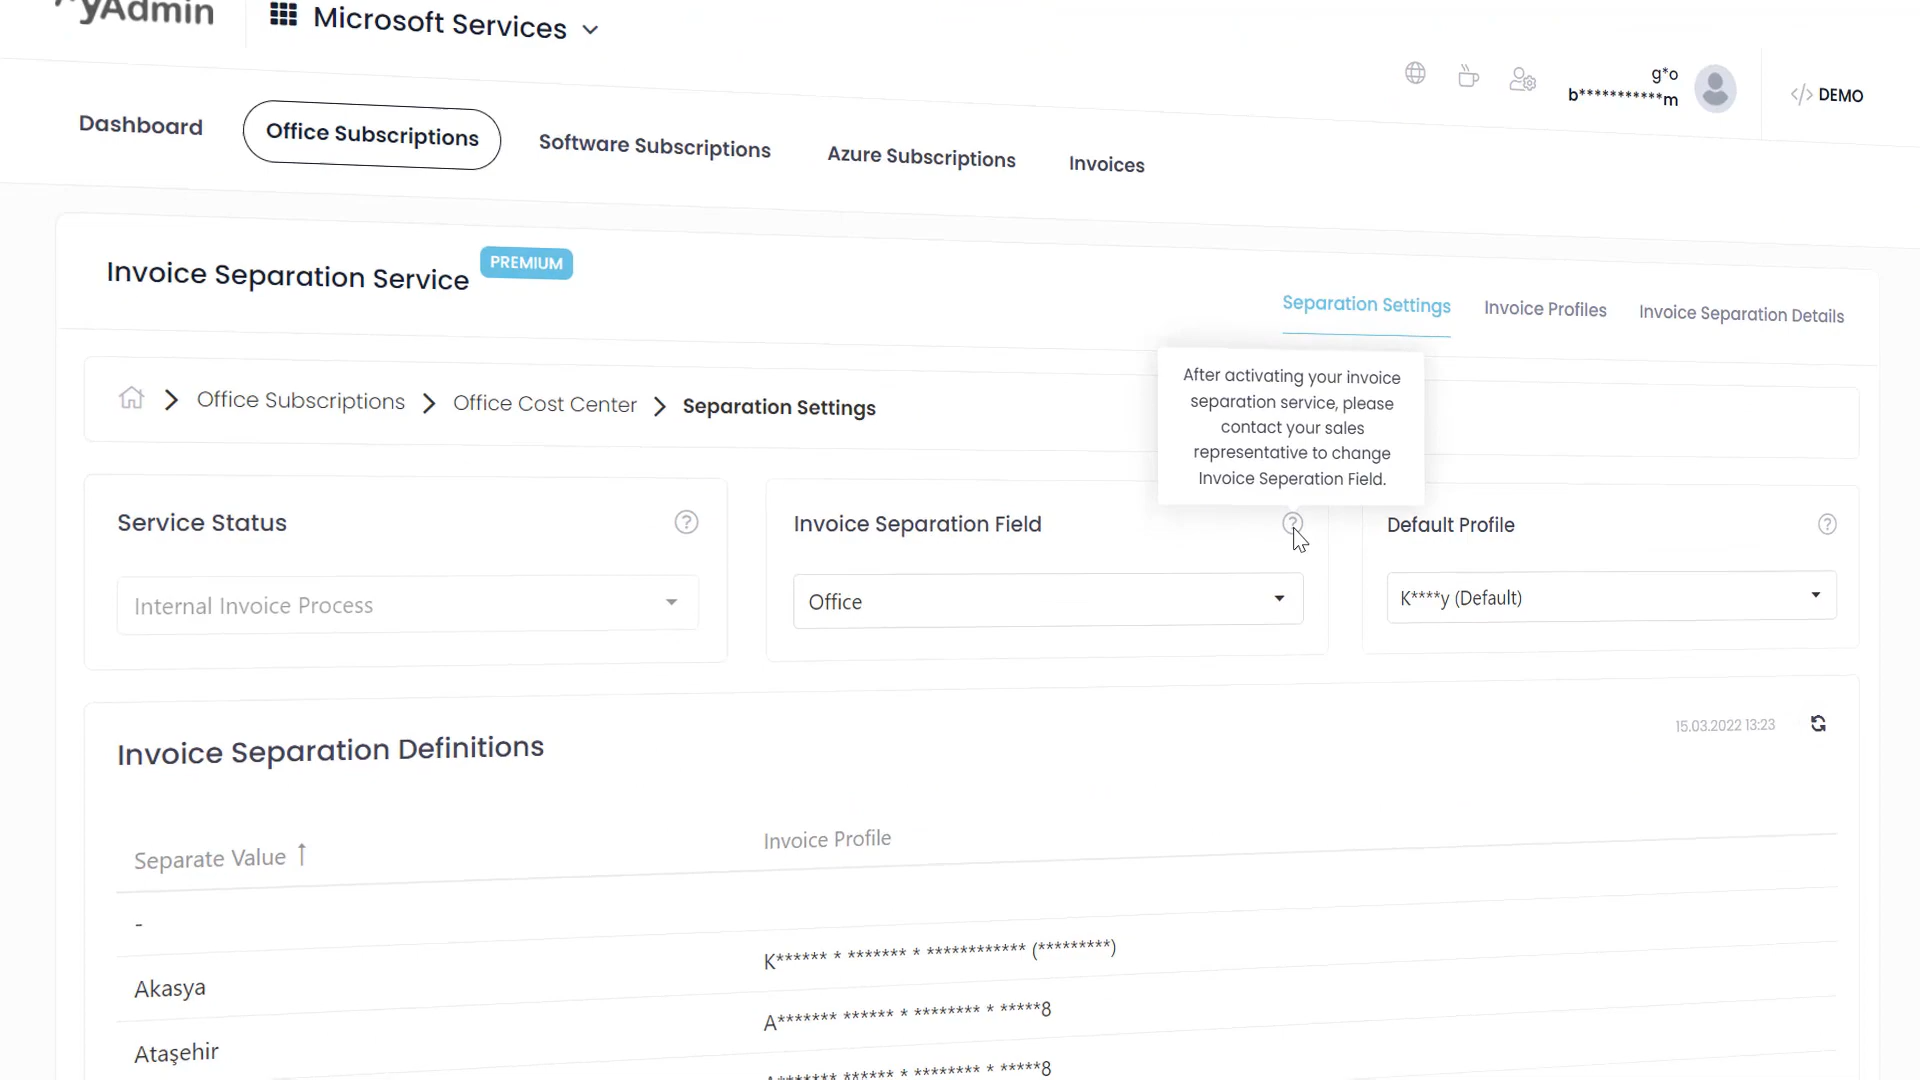 yAdmin
Microsoft Services
g*o
b***********m
</> DEMO
Dashboard
Office Subscriptions
Software Subscriptions
Azure Subscriptions
Invoices
Invoice Separation Service
PREMIUM
Separation Settings
Invoice Profiles
Invoice Separation Details
Office Subscriptions
Office Cost Center
Separation Settings
After activating your invoice
separation service, please
contact your sales
representative to change
Invoice Seperation Field.
Service Status
Internal Invoice Process
Invoice Separation Field
Office
Default Profile
K****y (Default)
Invoice Separation Definitions
15.03.2022 13:23
Separate Value ↑
Invoice Profile
-
K****** * ******* * ************ (*********)
Akasya
A******* ****** * ******** * *****8
Ataşehir
A******* ****** * ******** * *****8